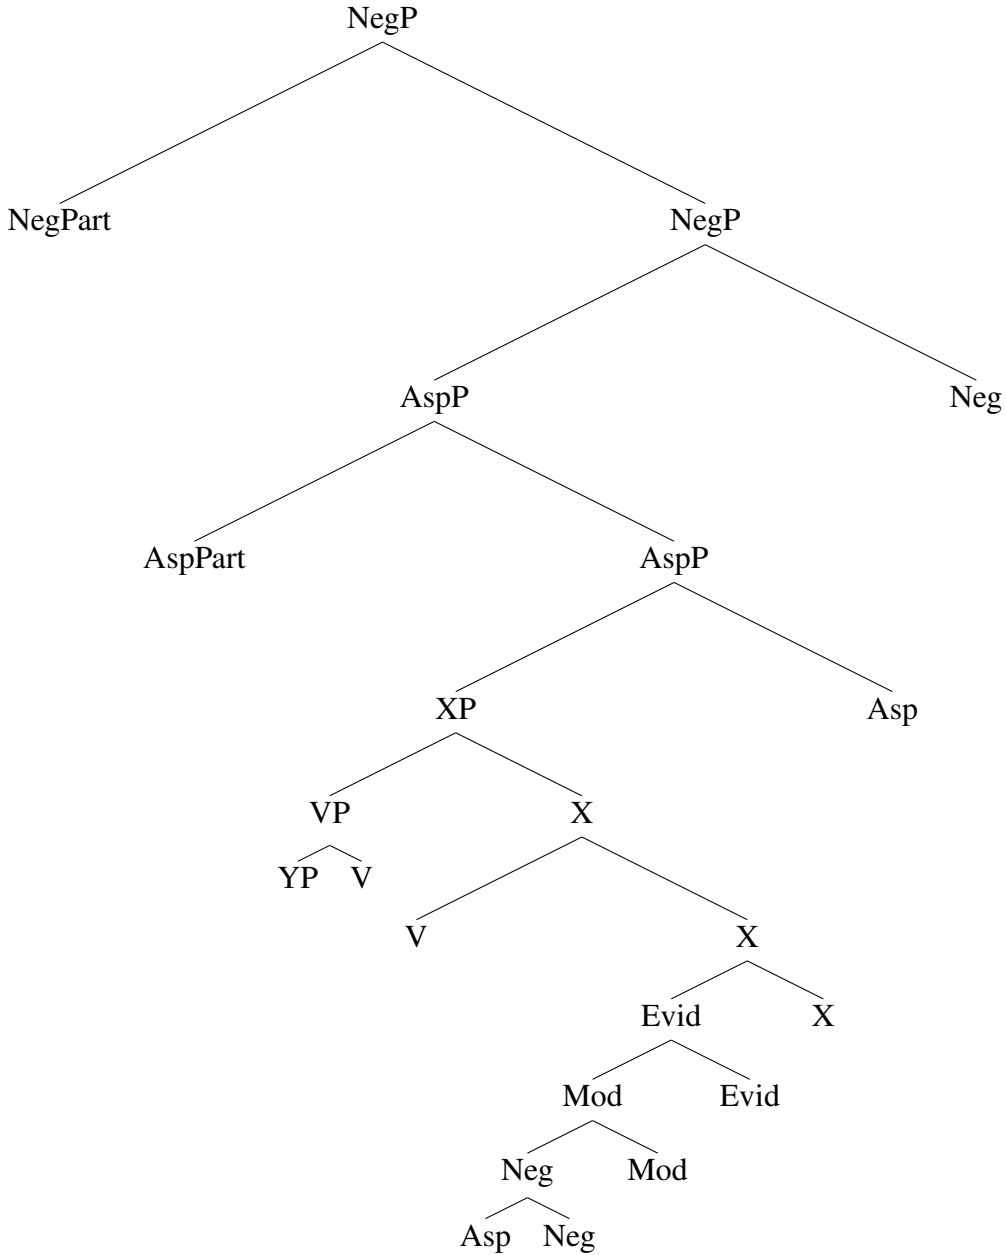 NegP
NegPart NegP
AspP Neg
AspPart AspP
XP Asp
VP X
YP V
V X
Evid X
Mod Evid
Neg Mod
Asp Neg